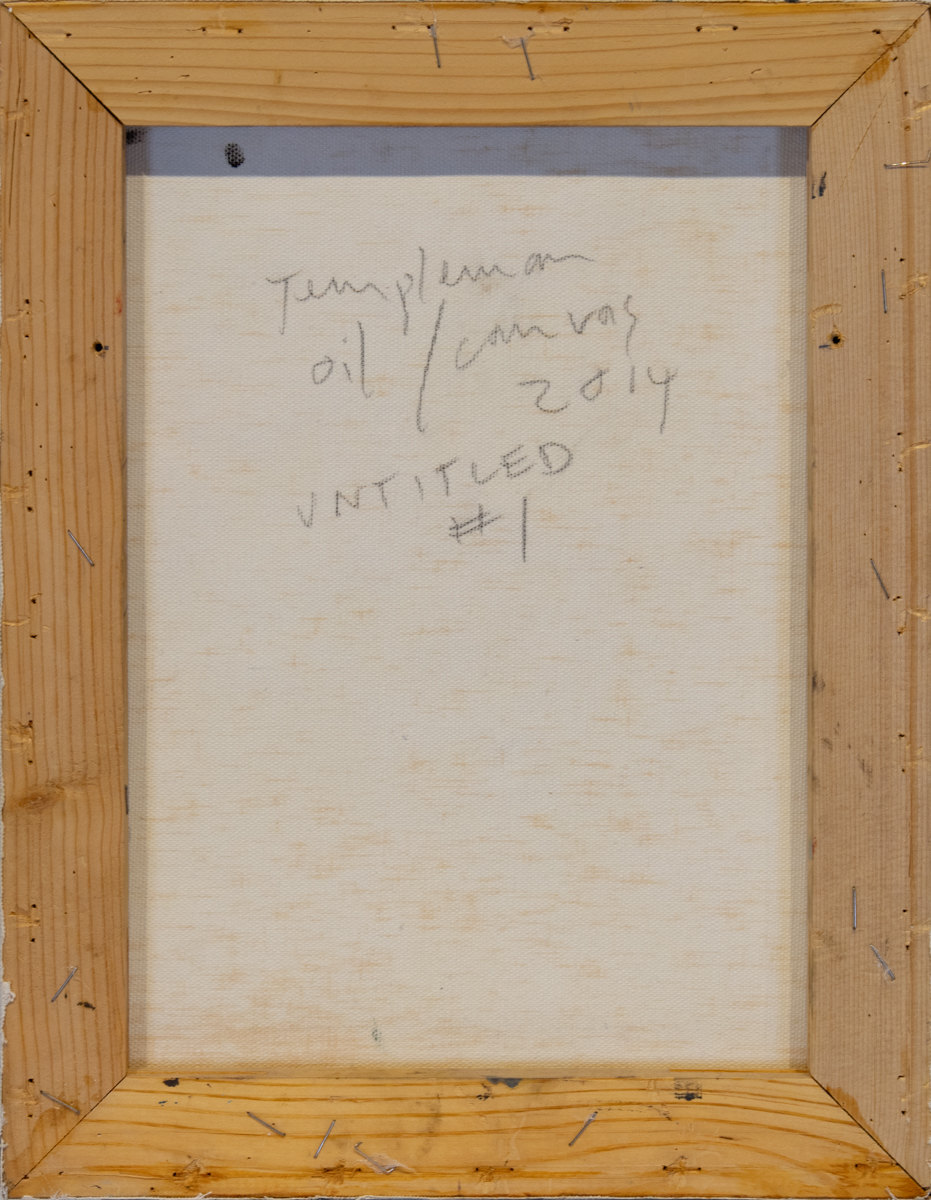 Templeman
oil / canvas
2014
UNTITLED
#1